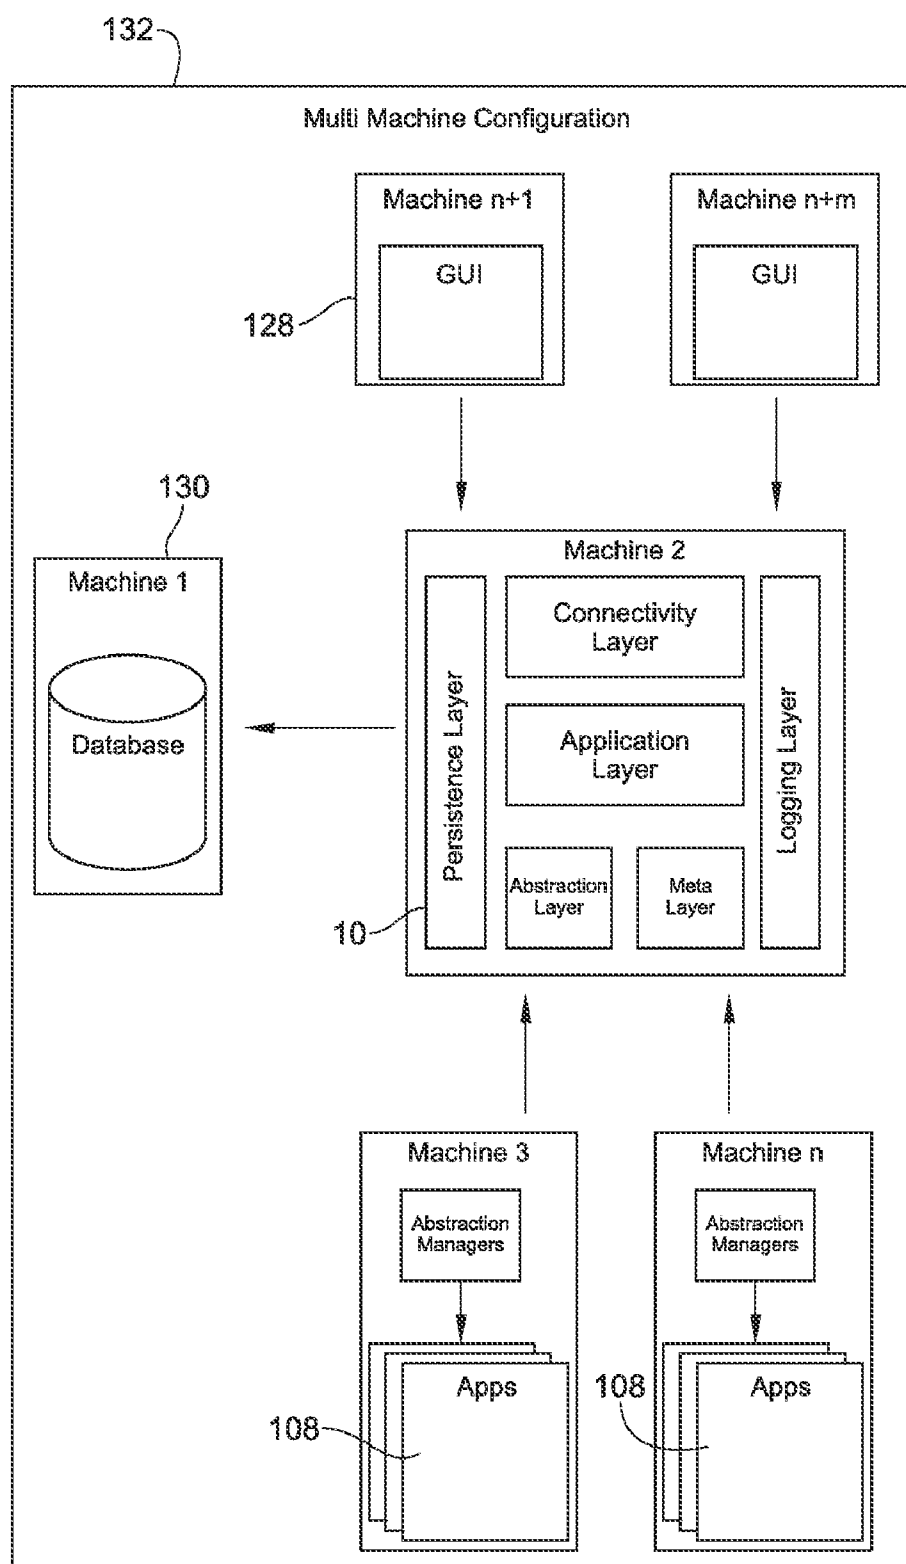 132
Multi Machine Configuration
Machine n+1
GUI
128
Machine n+m
GUI
130
Machine 1
Database
Machine 2
Persistence Layer
Connectivity
Layer
Application
Layer
Abstraction
Layer
Meta
Layer
Logging Layer
10
Machine 3
Abstraction
Managers
Apps
108
Machine n
Abstraction
Managers
Apps
108